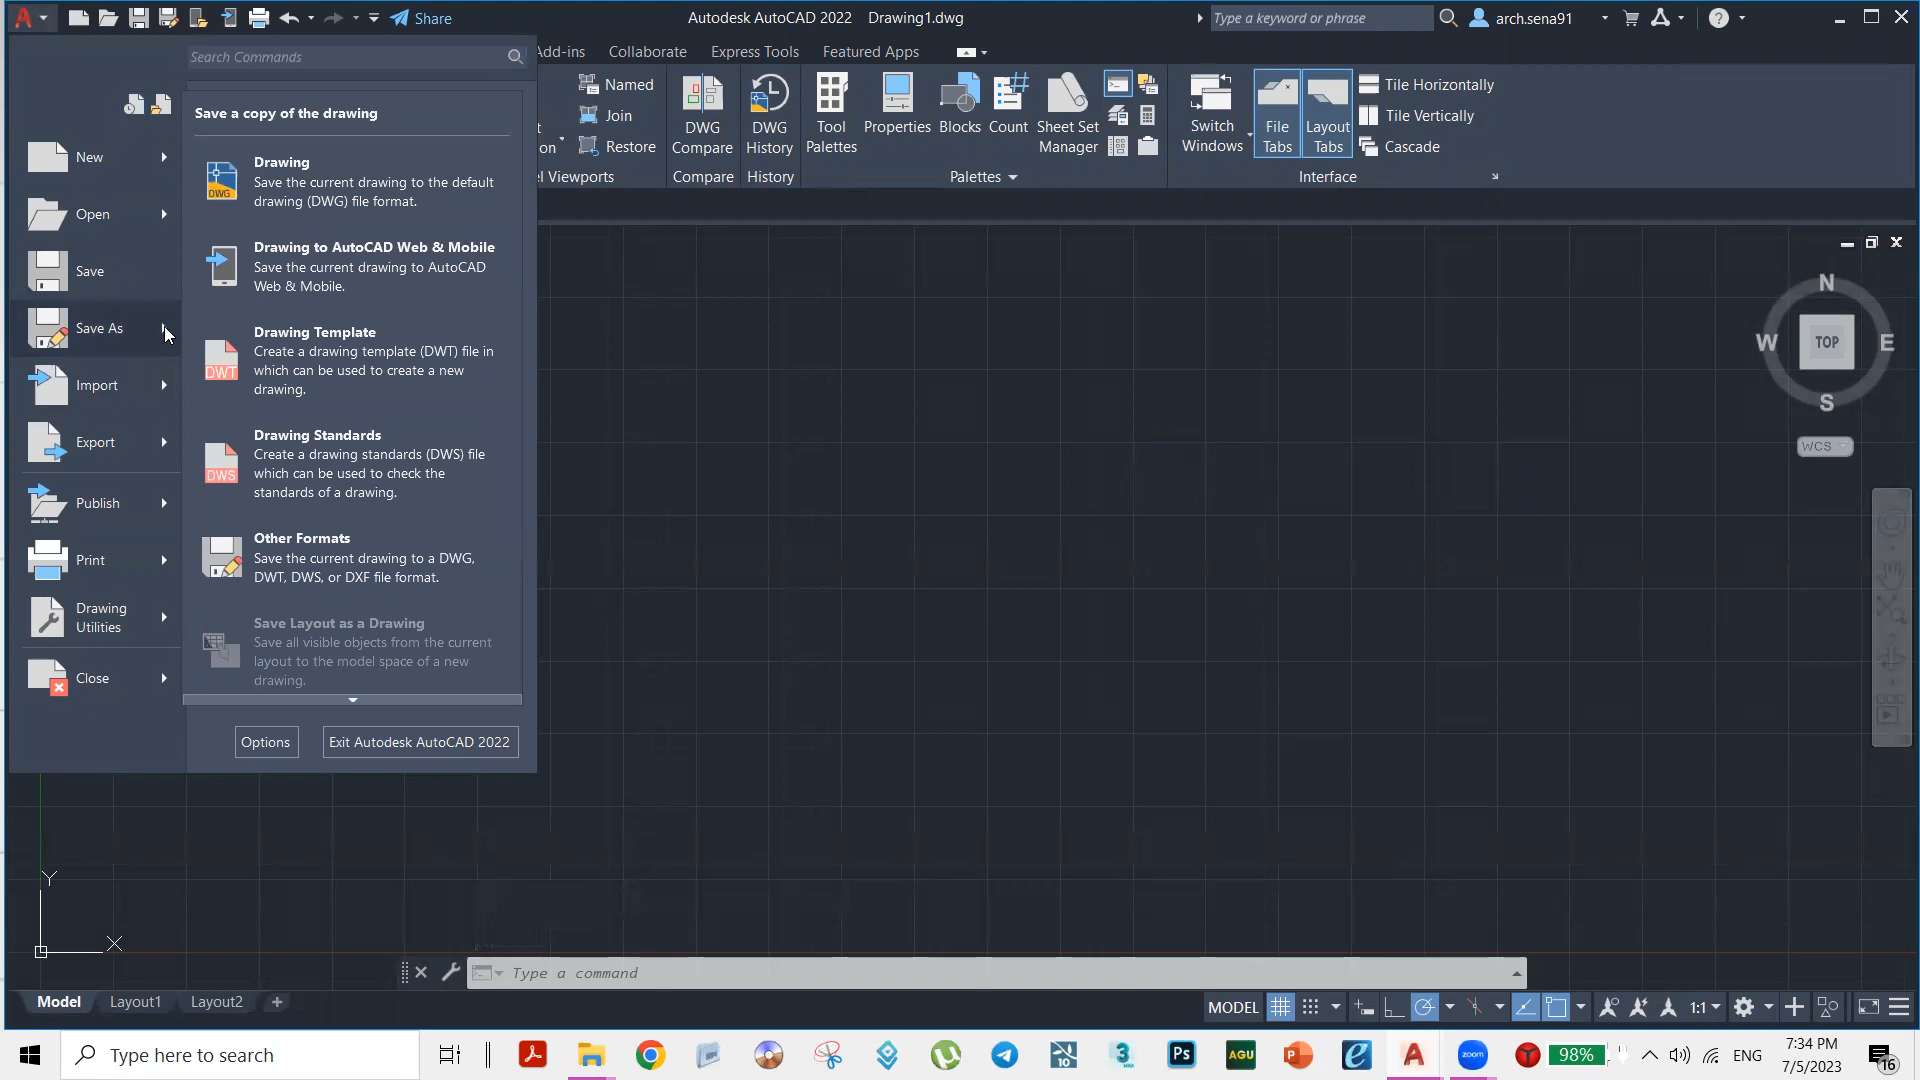 Share
Autodesk AutoCAD 2022 Drawing1.dwg
Type a keyword or phrase
arch.sena91
Search Commands
Add-ins
Collaborate
Express Tools
Featured Apps
Named
Join
Restore
DWG
Compare
DWG
History
Tool
Palettes
Properties
Blocks
Count
Sheet Set
Manager
Switch
Windows
File
Tabs
Layout
Tabs
Tile Horizontally
Tile Vertically
Cascade
Viewports
Compare
History
Palettes
Interface
New
Open
Save
Save As
Import
Export
Publish
Print
Drawing
Utilities
Close
Save a copy of the drawing
Drawing
Save the current drawing to the default
drawing (DWG) file format.
DWG
Drawing to AutoCAD Web & Mobile
Save the current drawing to AutoCAD
Web & Mobile.
Drawing Template
Create a drawing template (DWT) file in
which can be used to create a new
drawing.
DWT
Drawing Standards
Create a drawing standards (DWS) file
which can be used to check the
standards of a drawing.
DWS
Other Formats
Save the current drawing to a DWG,
DWT, DWS, or DXF file format.
Save Layout as a Drawing
Save all visible objects from the current
layout to the model space of a new
drawing.
Options
Exit Autodesk AutoCAD 2022
N
W TOP E
S
WCS
Y
X
Type a command
Model Layout1 Layout2
MODEL
1:1
Type here to search
10
3
Ps
AGU
zoom
98%
ENG
7:34 PM
7/5/2023
16